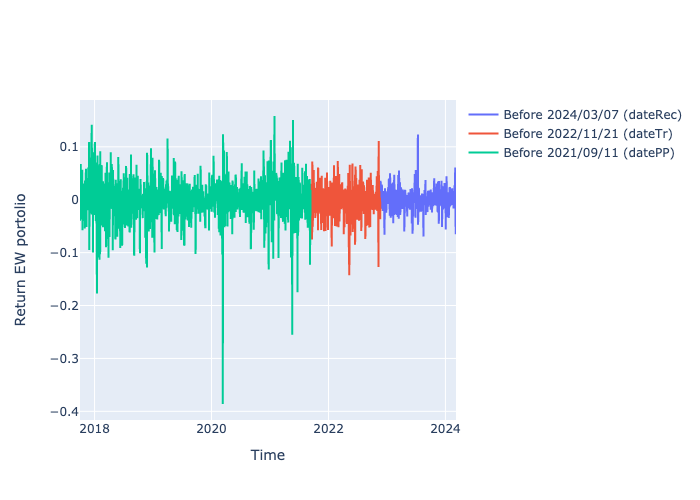 Before 2024/03/07 (dateRec)
Before 2022/11/21 (dateTr)
Before 2021/09/11 (datePP)
0.1
0
−0.1
−0.2
−0.3
−0.4
Return EW portolio
2018
2020
2022
2024
Time